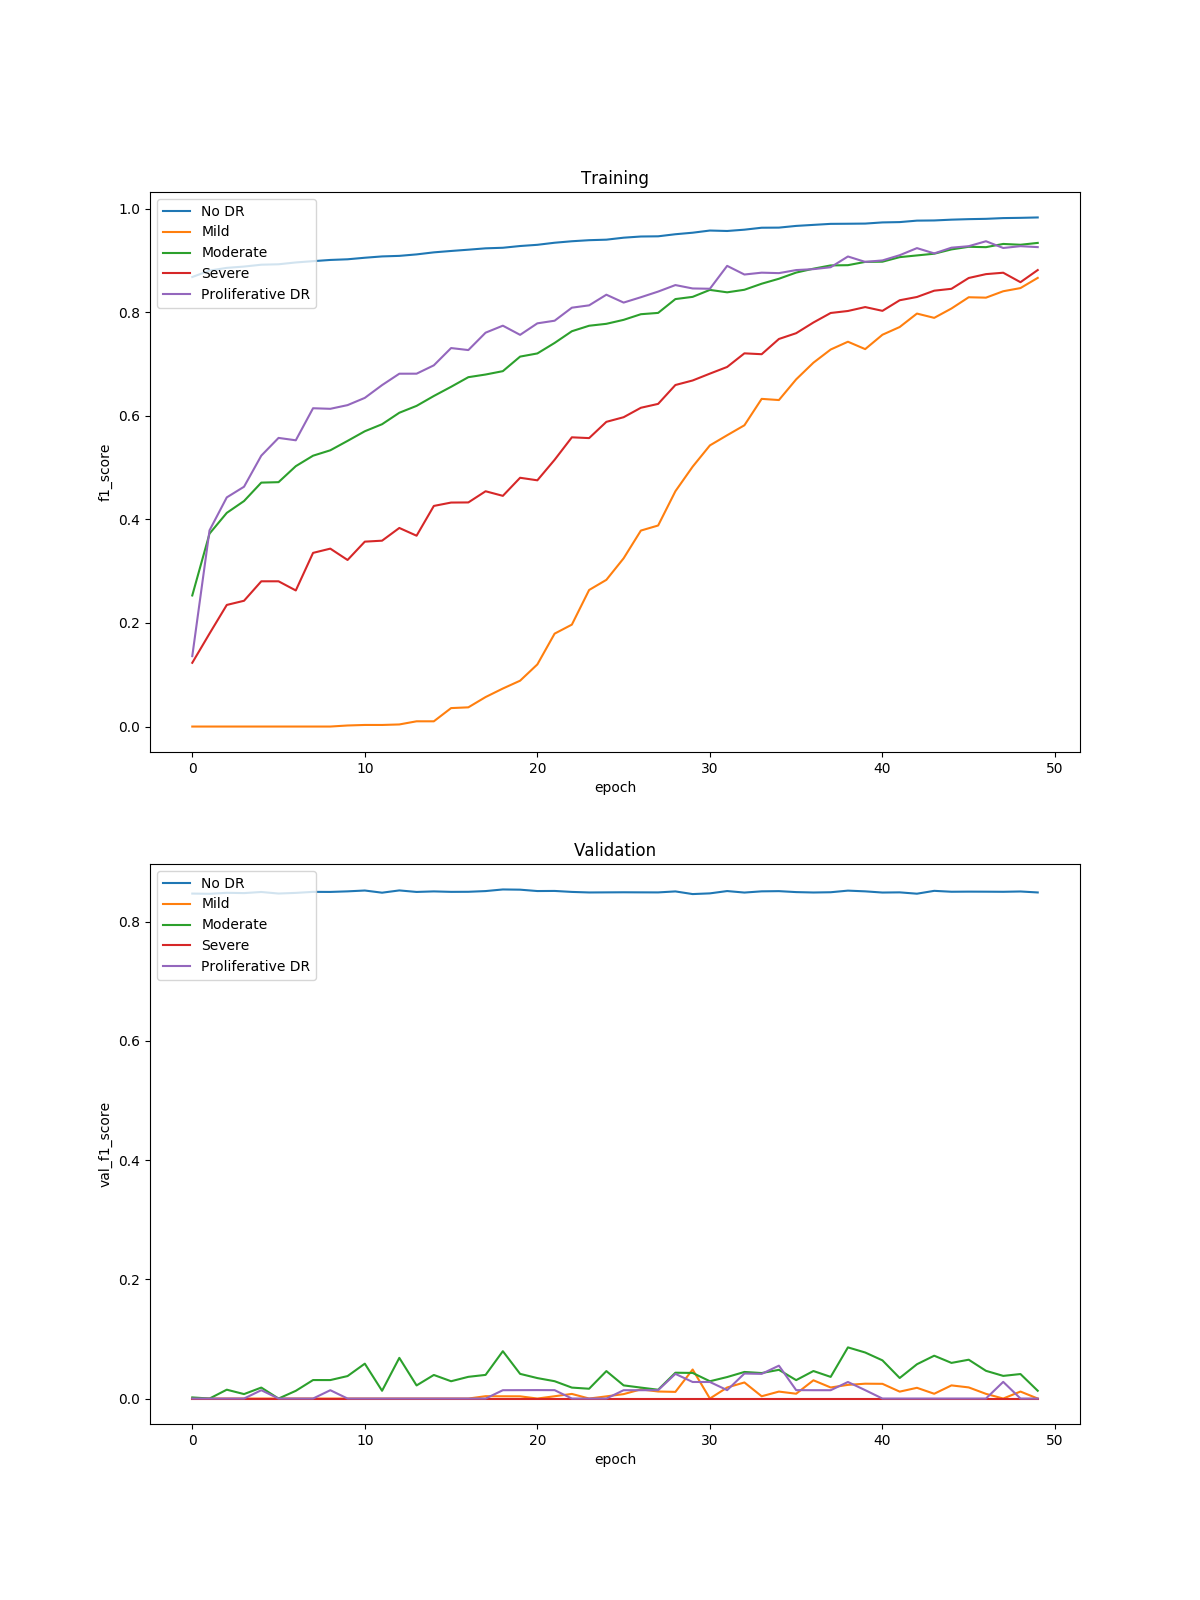 Training
1.0
0.8
0.6
0.4
0.2
0.0
f1_score
No DR
Mild
Moderate
Severe
Proliferative DR
0 10 20 30 40 50
epoch
Validation
0.8
0.6
0.4
0.2
0.0
val_f1_score
No DR
Mild
Moderate
Severe
Proliferative DR
0 10 20 30 40 50
epoch